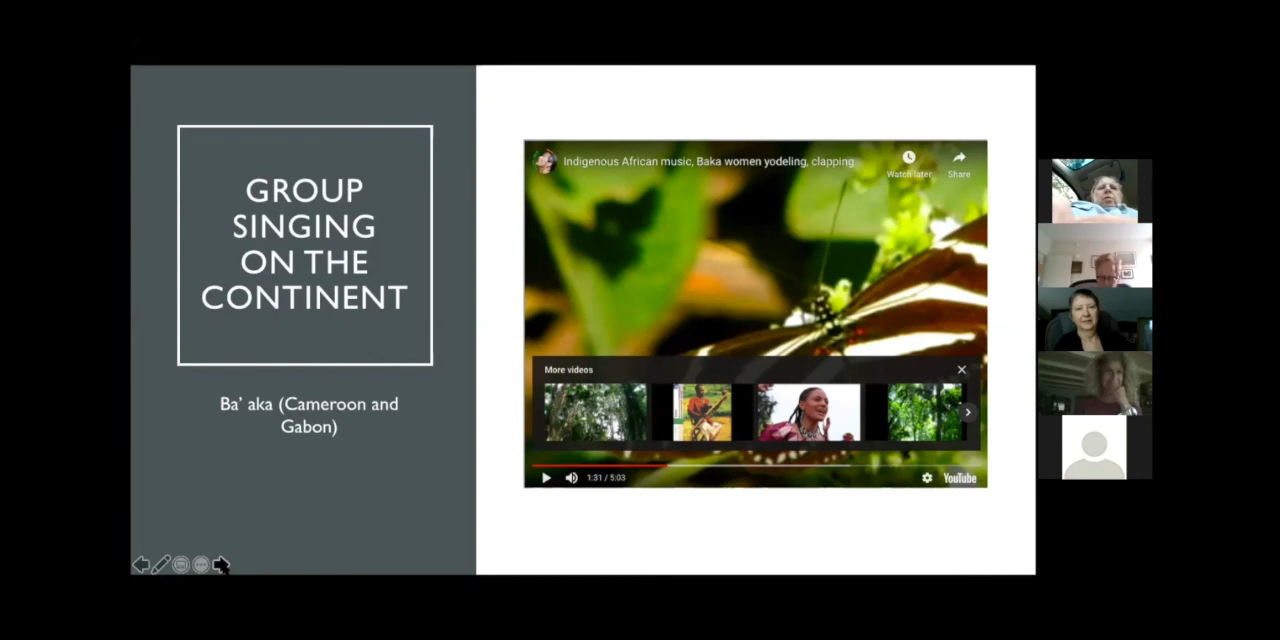 GROUP
SINGING
ON THE
CONTINENT
Ba' aka (Cameroon and
Gabon)
Indigenous African music, Baka women yodeling, clapping
Watch later
Share
More videos
1:31 / 5:03
YouTube